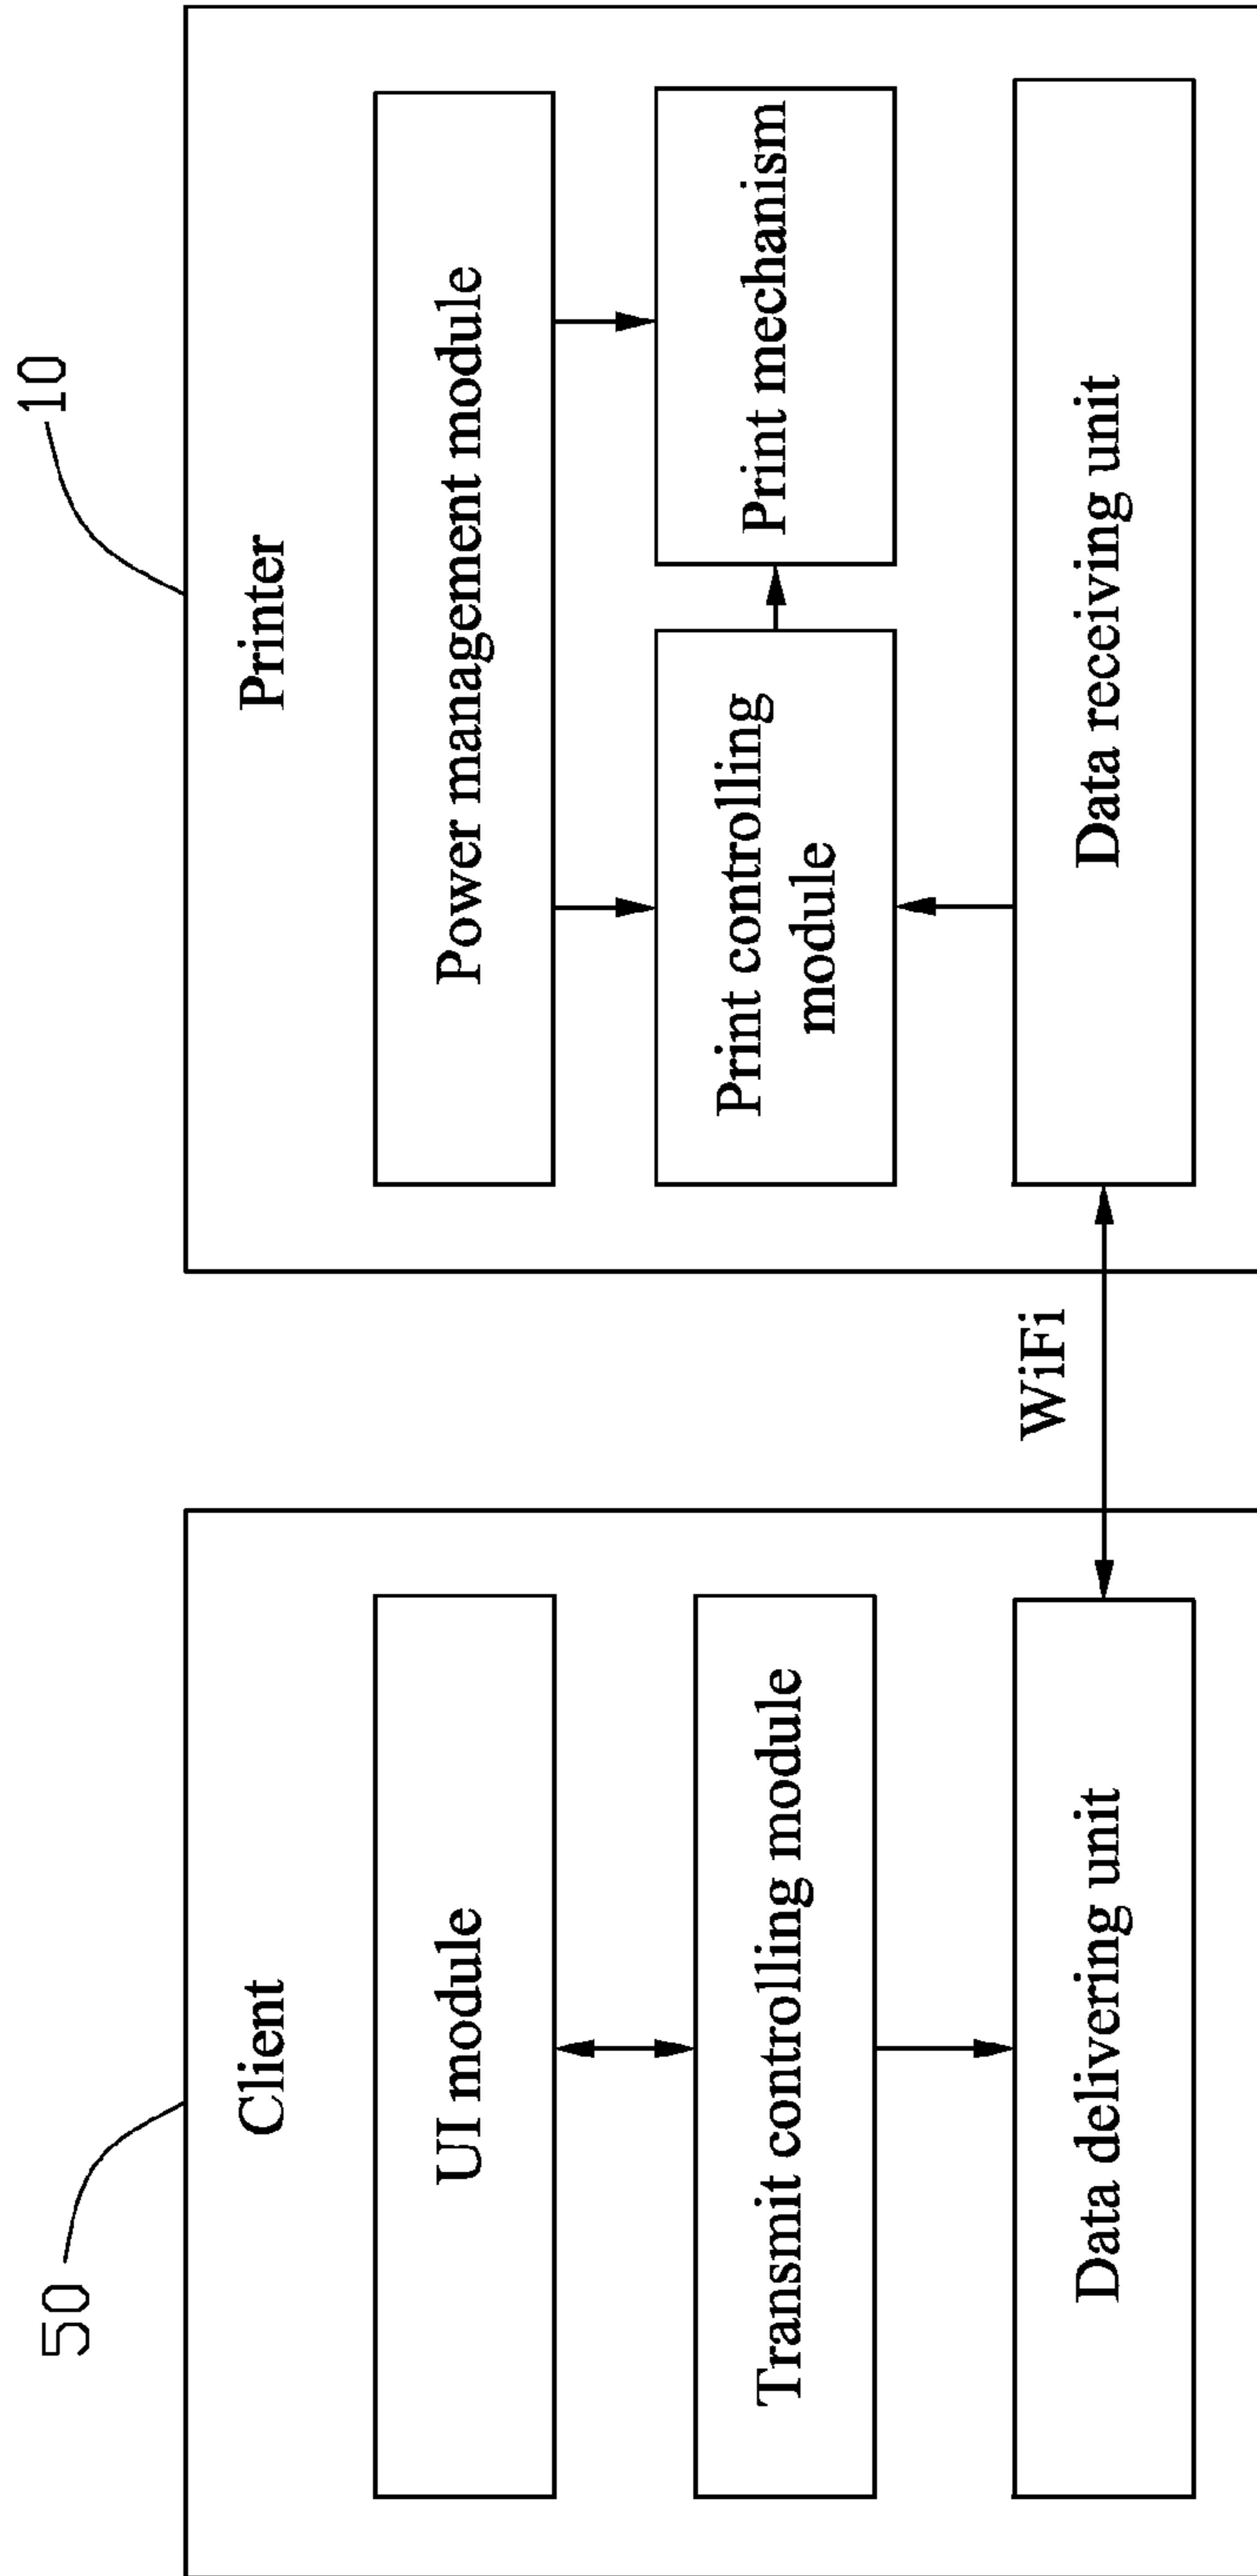 50
Client
UI module
Transmit controlling module
Data delivering unit
WiFi
10
Printer
Power management module
Print controlling
module
Print mechanism
Data receiving unit